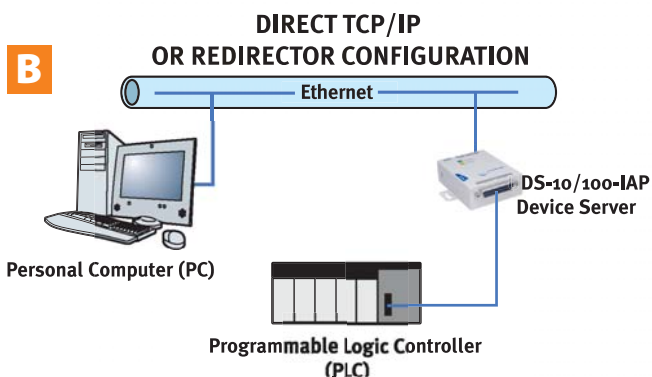 DIRECT TCP/IP
OR REDIRECTOR CONFIGURATION
B
Ethernet
DS-10/100-IAP
Device Server
Personal Computer (PC)
Programmable Logic Controller
(PLC)